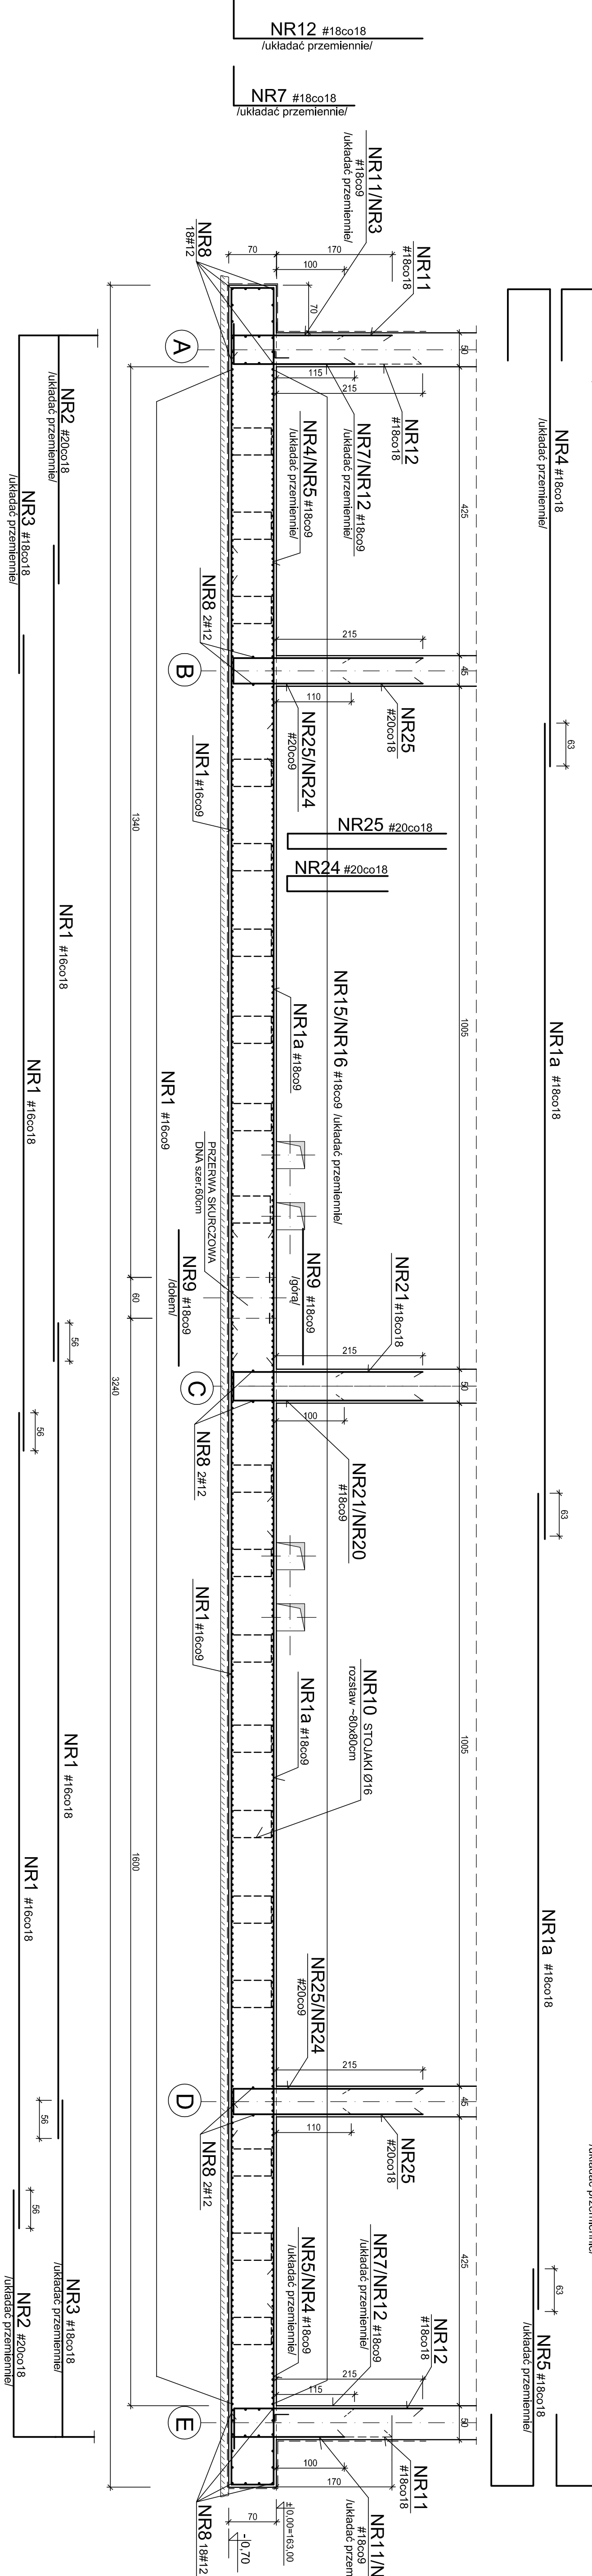 NR12 #18co18
/układać przemiennie/
NR7 #18co18
/układać przemiennie/
NR11/NR3
#18co9
/układać przemiennie/
NR11
#18co18
NR8
18#12
70
170
100
70
A
50
115
215
NR12
#18co18
NR7/NR12 #18co9
/układać przemiennie/
NR4/NR5 #18co9
/układać przemiennie/
NR4 #18co18
/układać przemiennie/
NR2 #20co18
/układać przemiennie/
NR3 #18co18
/układać przemiennie/
425
NR8 2#12
215
B
45
110
NR25
#20co18
NR25/NR24
#20co9
63
NR1 #16co9
1340
NR25 #20co18
NR24 #20co18
NR1 #16co18
NR1a #18co9
NR15/NR16 #18co9 /układać przemiennie/
1005
NR1a #18co18
NR1 #16co18
NR1 #16co9
PRZERWA SKURCZOWA
DNA szer.60cm
NR9 #18co9
/dołem/
NR9 #18co9
/górą/
60
NR21 #18co18
215
56
3240
C
50
100
56
NR8 2#12
NR21/NR20
#18co9
63
NR1 #16co9
NR1a #18co9
NR10 STOJAKI Ø16
rozstaw ~80x80cm
1005
NR1 #16co18
NR1 #16co18
1600
NR1a #18co18
NR25/NR24
#20co9
215
D
45
110
56
NR8 2#12
NR25
#20co18
56
/układać przemiennie/
425
63
NR5/NR4 #18co9
/układać przemiennie/
NR7/NR12 #18co9
/układać przemiennie/
NR12
#18co18
NR5 #18co18
/układać przemiennie/
NR3 #18co18
/układać przemiennie/
NR2 #20co18
/układać przemiennie/
215
115
E
50
100
170
NR11
#18co18
NR11/N
#18co9
/układać przem
NR8 18#12
70
±0,00=163,00
-0,70